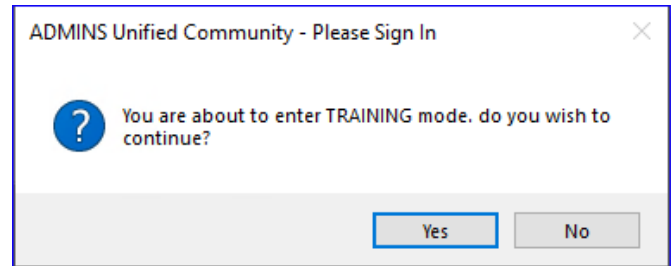 ADMINS Unified Community - Please Sign In
?
You are about to enter TRAINING mode. do you wish to
continue?
Yes No